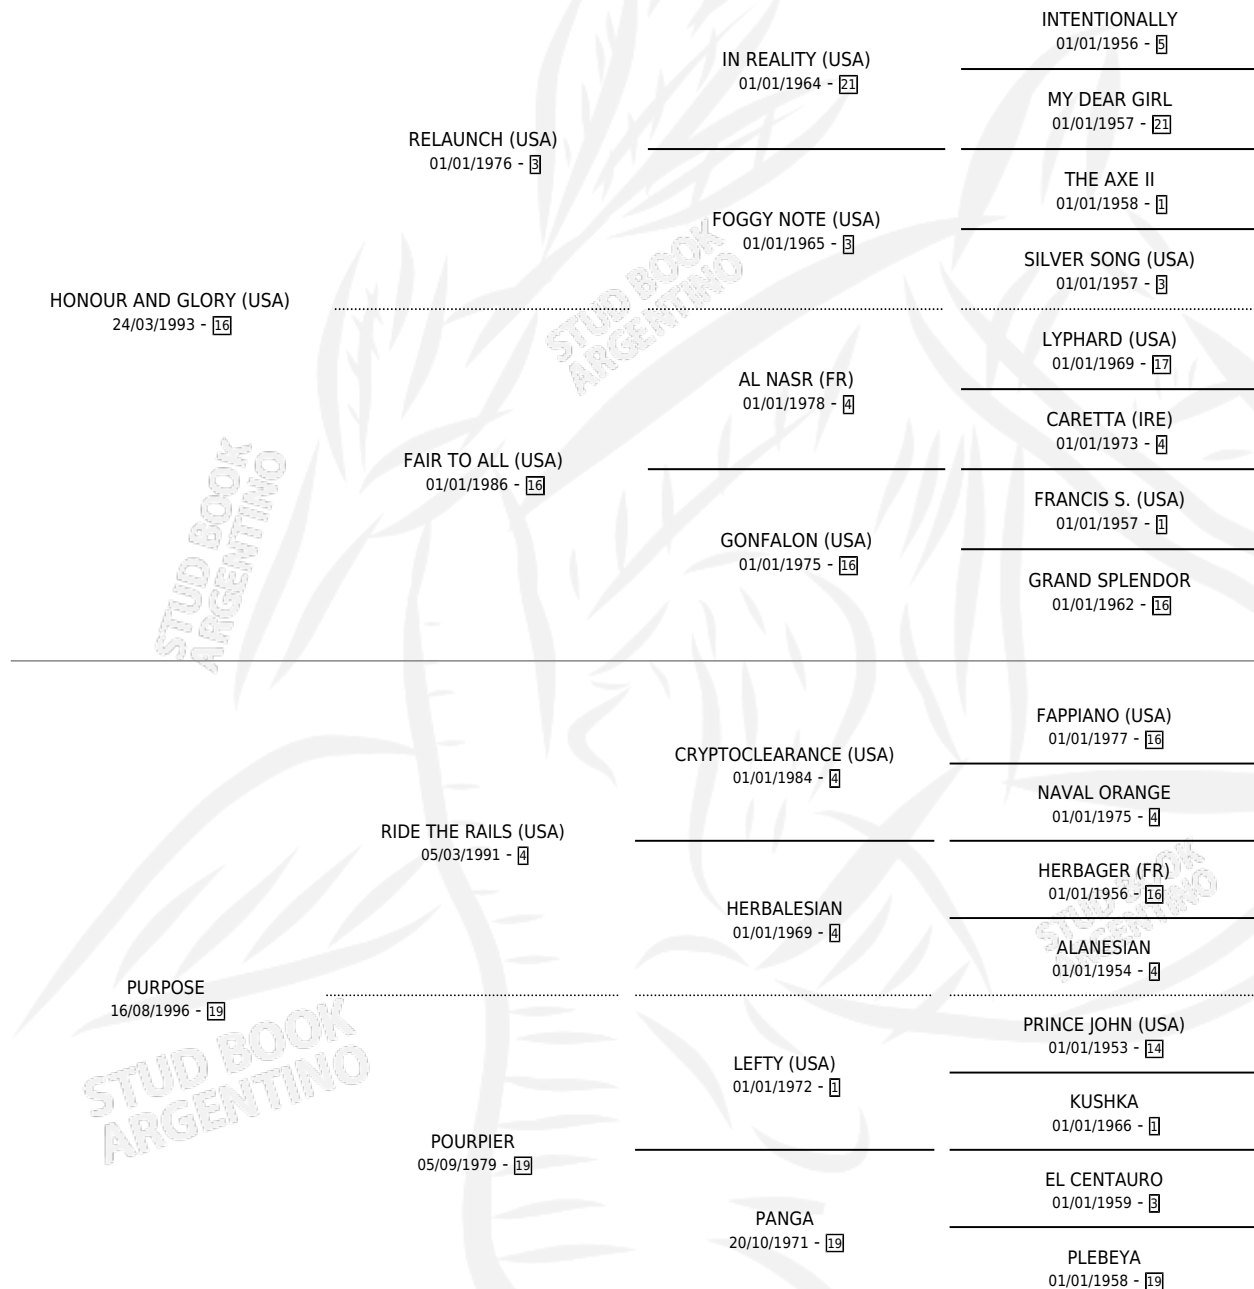 INTENTIONALLY
01/01/1956 - 5
IN REALITY (USA)
01/01/1964 - 21
MY DEAR GIRL
01/01/1957 - 21
RELAUNCH (USA)
01/01/1976 - 3
THE AXE II
01/01/1958 - 1
FOGGY NOTE (USA)
01/01/1965 - 3
SILVER SONG (USA)
01/01/1957 - 3
HONOUR AND GLORY (USA)
24/03/1993 - 16
LYPHARD (USA)
01/01/1969 - 17
AL NASR (FR)
01/01/1978 - 4
CARETTA (IRE)
01/01/1973 - 4
FAIR TO ALL (USA)
01/01/1986 - 16
FRANCIS S. (USA)
01/01/1957 - 1
GONFALON (USA)
01/01/1975 - 16
GRAND SPLENDOR
01/01/1962 - 16
STUD BOOK
ARGENTINO
STUD BOOK
ARGENTINO
FAPPIANO (USA)
01/01/1977 - 16
CRYPTOCLEARANCE (USA)
01/01/1984 - 4
NAVAL ORANGE
01/01/1975 - 4
RIDE THE RAILS (USA)
05/03/1991 - 4
HERBAGER (FR)
01/01/1956 - 16
HERBALESIAN
01/01/1969 - 4
ALANESIAN
01/01/1954 - 4
PURPOSE
16/08/1996 - 19
PRINCE JOHN (USA)
01/01/1953 - 14
LEFTY (USA)
01/01/1972 - 1
KUSHKA
01/01/1966 - 1
POURPIER
05/09/1979 - 19
EL CENTAURO
01/01/1959 - 3
PANGA
20/10/1971 - 19
PLEBEYA
01/01/1958 - 19
STUD BOOK
ARGENTINO
STUD BOOK
ARGENTINO